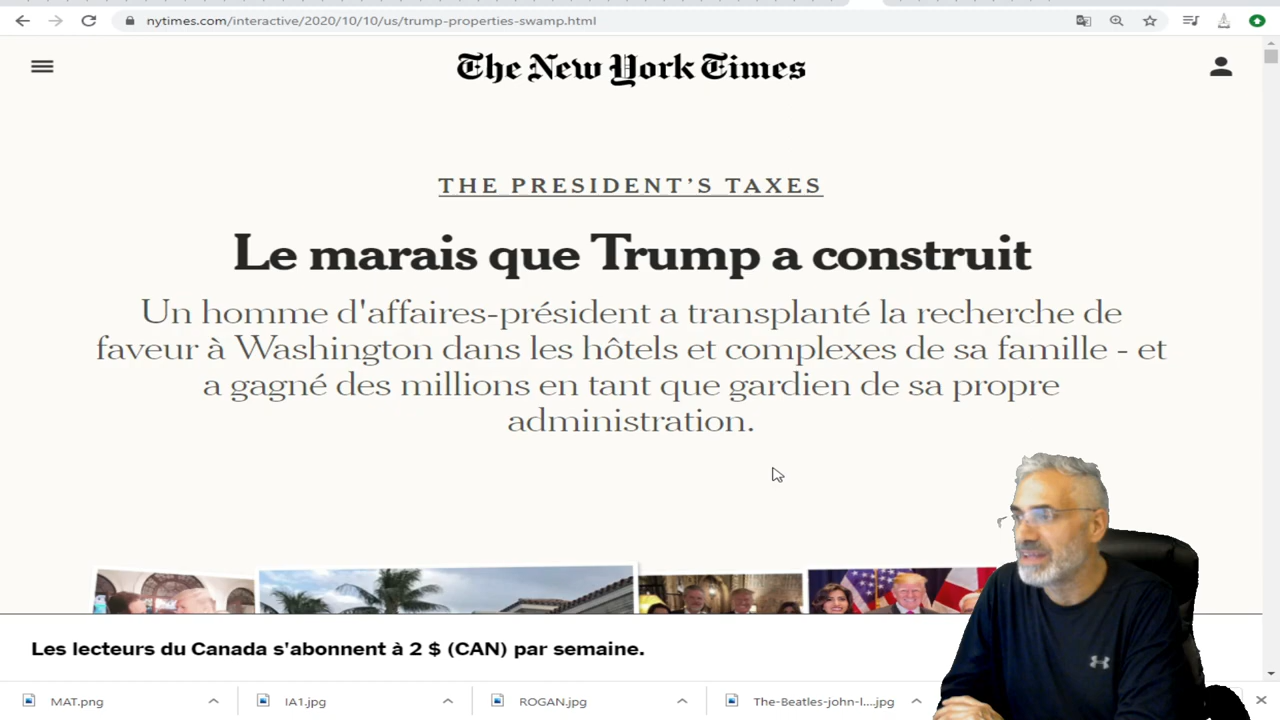 nytimes.com/interactive/2020/10/10/us/trump-properties-swamp.html
The New York Times
THE PRESIDENT'S TAXES
Le marais que Trump a construit
Un homme d'affaires-président a transplanté la recherche de
faveur à Washington dans les hôtels et complexes de sa famille - et
a gagné des millions en tant que gardien de sa propre
administration.
Les lecteurs du Canada s'abonnent à 2 $ (CAN) par semaine.
MAT.png
IA1.jpg
ROGAN.jpg
The-Beatles-john-l....jpg